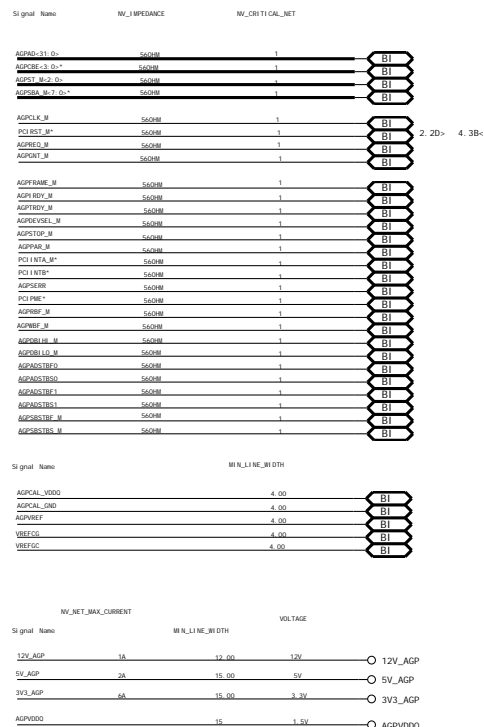 Signal Name NV_IMPEDANCE NV_CRITICAL_NET
AGPAD<31:0> 56OHM 1 BI
AGPCBE<3:0>* 56OHM 1 BI
AGPST_M<2:0> 56OHM 1 BI
AGPSBA_M<7:0>* 56OHM 1 BI
AGPCLK_M 56OHM 1 BI
PCIRST_M* 56OHM 1 BI 2.2D> 4.3B<
AGPREQ_M 56OHM 1 BI
AGPGNT_M 56OHM 1 BI
AGPFRAME_M 56OHM 1 BI
AGPIRDY_M 56OHM 1 BI
AGPTRDY_M 56OHM 1 BI
AGPDEVSEL_M 56OHM 1 BI
AGPSTOP_M 56OHM 1 BI
AGPPAR_M 56OHM 1 BI
PCIINTA_M* 56OHM 1 BI
PCIINTB* 56OHM 1 BI
AGPSERR 56OHM 1 BI
PCIPME* 56OHM 1 BI
AGPRBF_M 56OHM 1 BI
AGPWBF_M 56OHM 1 BI
AGPDBIHI_M 56OHM 1 BI
AGPDBILO_M 56OHM 1 BI
AGPADSTBF0 56OHM 1 BI
AGPADSTBS0 56OHM 1 BI
AGPADSTBF1 56OHM 1 BI
AGPADSTBS1 56OHM 1 BI
AGPSBSTBF_M 56OHM 1 BI
AGPSBSTBS_M 56OHM 1 BI
Signal Name MIN_LINE_WIDTH
AGPCAL_VDDQ 4.00 BI
AGPCAL_GND 4.00 BI
AGPVREF 4.00 BI
VREFCG 4.00 BI
VREFGC 4.00 BI
NV_NET_MAX_CURRENT VOLTAGE
Signal Name MIN_LINE_WIDTH
12V_AGP 1A 12.00 12V 12V_AGP
5V_AGP 2A 15.00 5V 5V_AGP
3V3_AGP 6A 15.00 3.3V 3V3_AGP
AGPVDDQ 15 1.5V AGPVDDQ